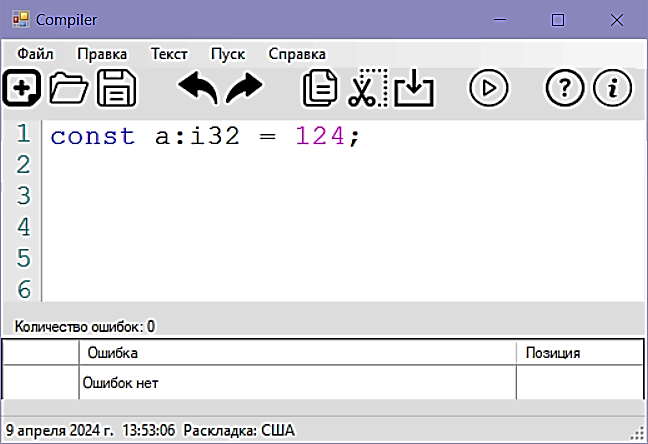 Compiler
Файл Правка Текст Пуск Справка
1 const a:i32 = 124;
2
3
4
5
6
Количество ошибок: 0
Ошибка Позиция
Ошибок нет
9 апреля 2024 г. 13:53:06 Раскладка: США